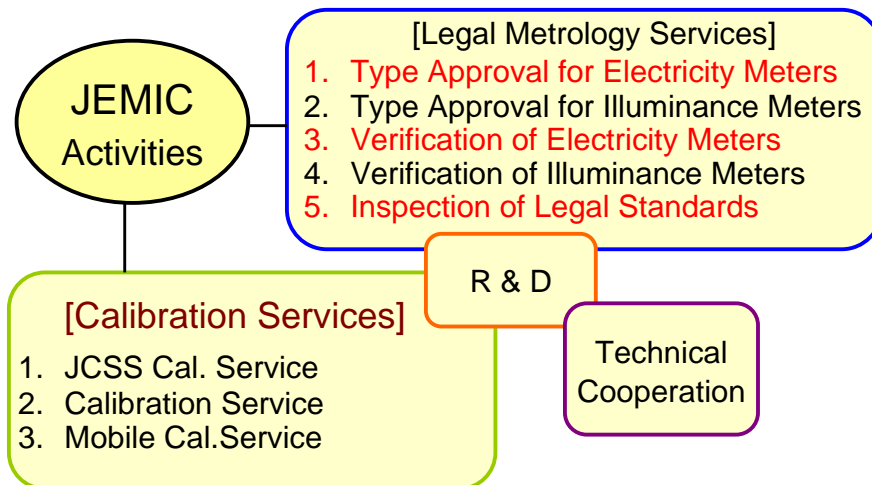 JEMIC
Activities
[Legal Metrology Services]
1. Type Approval for Electricity Meters
2. Type Approval for Illuminance Meters
3. Verification of Electricity Meters
4. Verification of Illuminance Meters
5. Inspection of Legal Standards
R & D
[Calibration Services]
1. JCSS Cal. Service
2. Calibration Service
3. Mobile Cal.Service
Technical
Cooperation